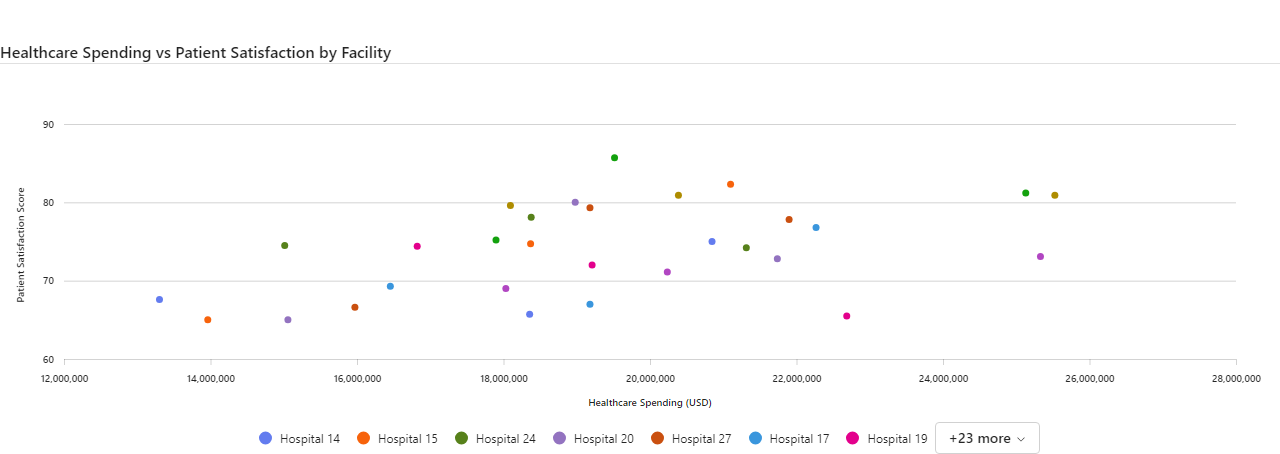 Healthcare Spending vs Patient Satisfaction by Facility
90
80
70
60
Patient Satisfaction Score
12,000,000 14,000,000 16,000,000 18,000,000 20,000,000 22,000,000 24,000,000 26,000,000 28,000,000
Healthcare Spending (USD)
Hospital 14 Hospital 15 Hospital 24 Hospital 20 Hospital 27 Hospital 17 Hospital 19 +23 more